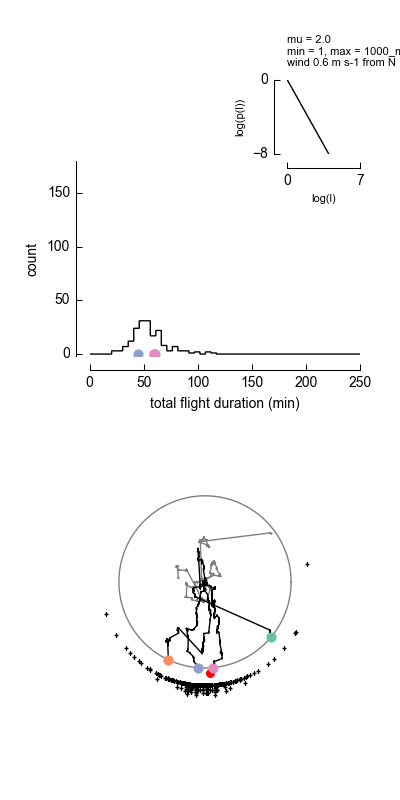 mu = 2.0
min = 1, max = 1000_m
wind 0.6 m s-1 from N
0
log(p(l))
−8
0 7
log(l)
150
100
count
50
0
0 50 100 150 200 250
total flight duration (min)